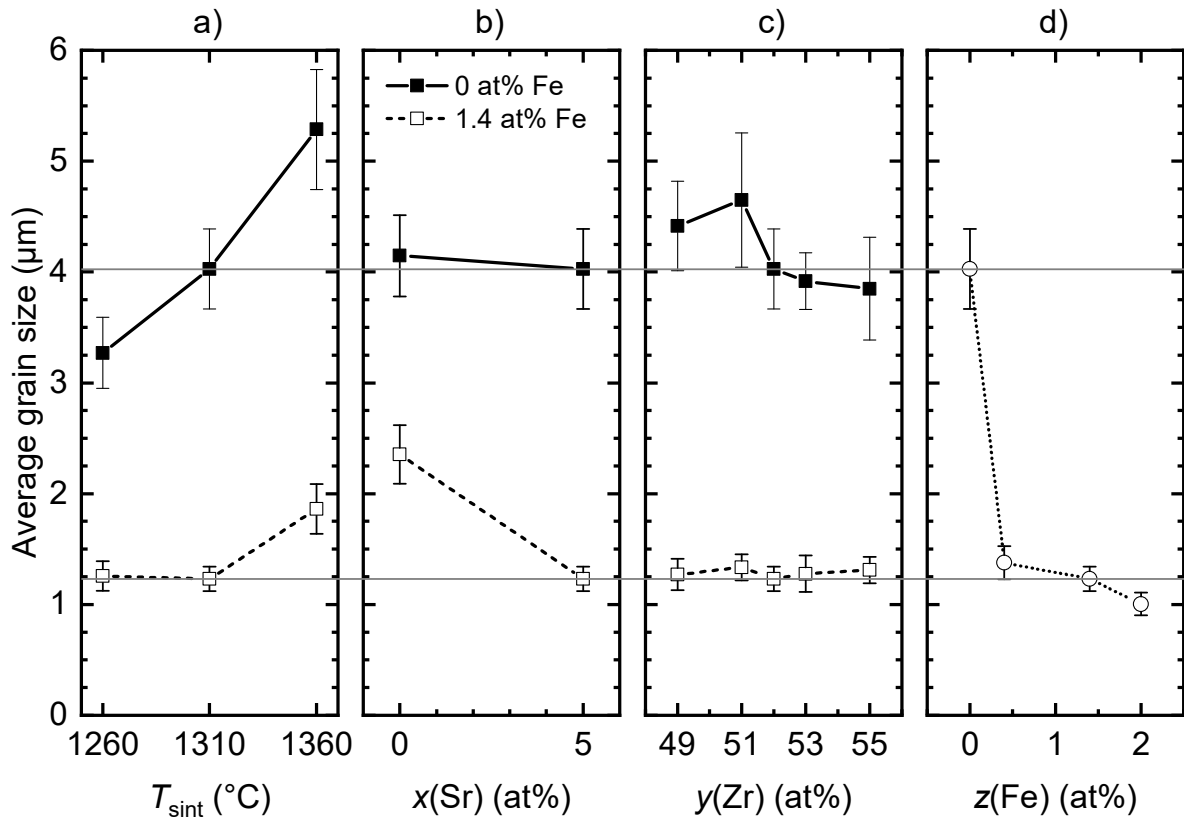 a) b) c) d)
6
5
4
3
2
1
0
Average grain size (μm)
0 at% Fe
1.4 at% Fe
1260 1310 1360 0 5 49 51 53 55 0 2
Tsint (°C) x(Sr) (at%) y(Zr) (at%) z(Fe) (at%)